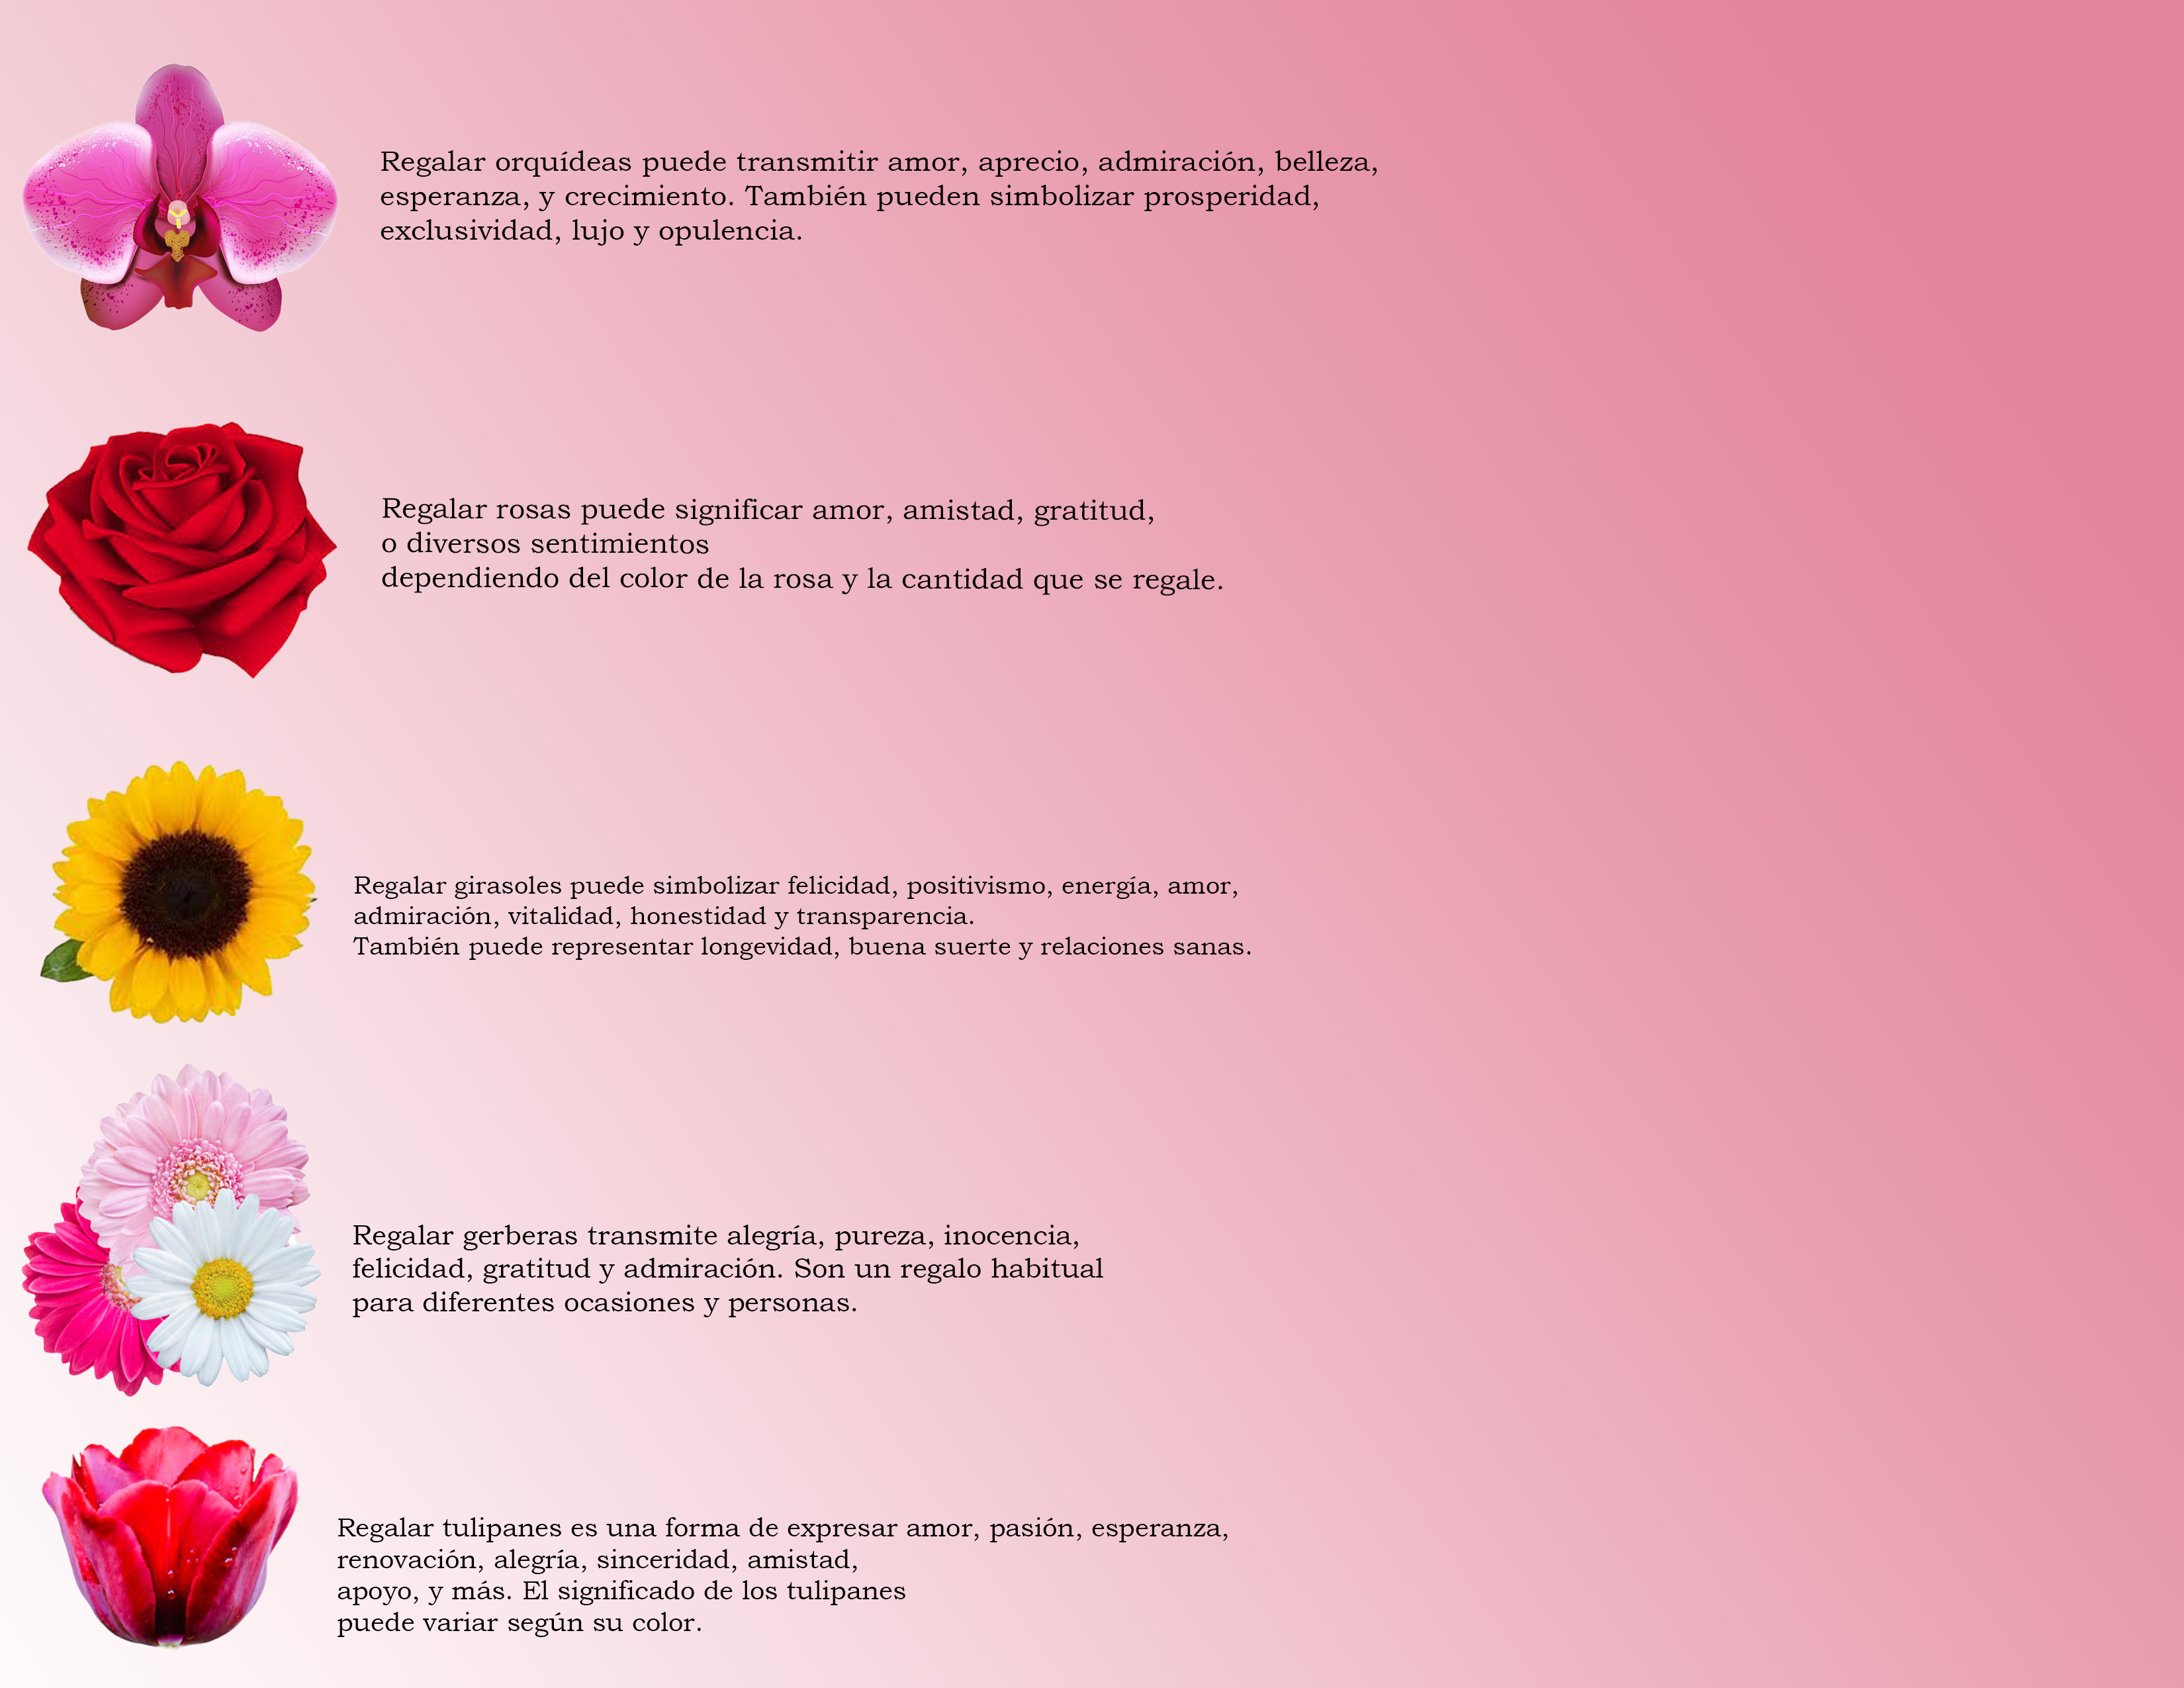 Regalar orquídeas puede transmitir amor, aprecio, admiración, belleza,
esperanza, y crecimiento. También pueden simbolizar prosperidad,
exclusividad, lujo y opulencia.
Regalar rosas puede significar amor, amistad, gratitud,
o diversos sentimientos
dependiendo del color de la rosa y la cantidad que se regale.
Regalar girasoles puede simbolizar felicidad, positivismo, energía, amor,
admiración, vitalidad, honestidad y transparencia.
También puede representar longevidad, buena suerte y relaciones sanas.
Regalar gerberas transmite alegría, pureza, inocencia,
felicidad, gratitud y admiración. Son un regalo habitual
para diferentes ocasiones y personas.
Regalar tulipanes es una forma de expresar amor, pasión, esperanza,
renovación, alegría, sinceridad, amistad,
apoyo, y más. El significado de los tulipanes
puede variar según su color.